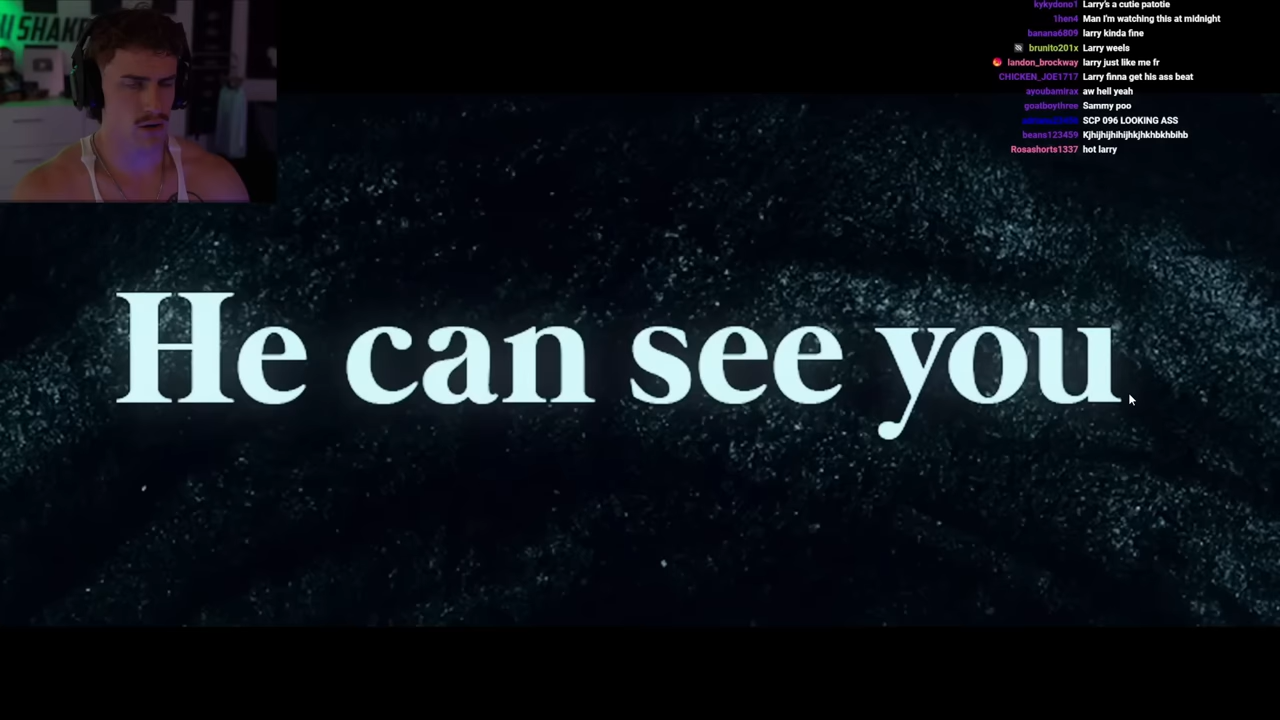 SHAKE
kykydono1 Larry's a cutie patotie
1hen4 Man I'm watching this at midnight
banana6809 larry kinda fine
brunito201x Larry weels
landon_brockway larry just like me fr
CHICKEN_JOE1717 Larry finna get his ass beat
ayoubamirax aw hell yeah
goatboythree Sammy poo
SCP 096 LOOKING ASS
beans123459 Kjhijhijhihijhkjhkhbkhbihb
Rosashorts1337 hot larry
He can see you